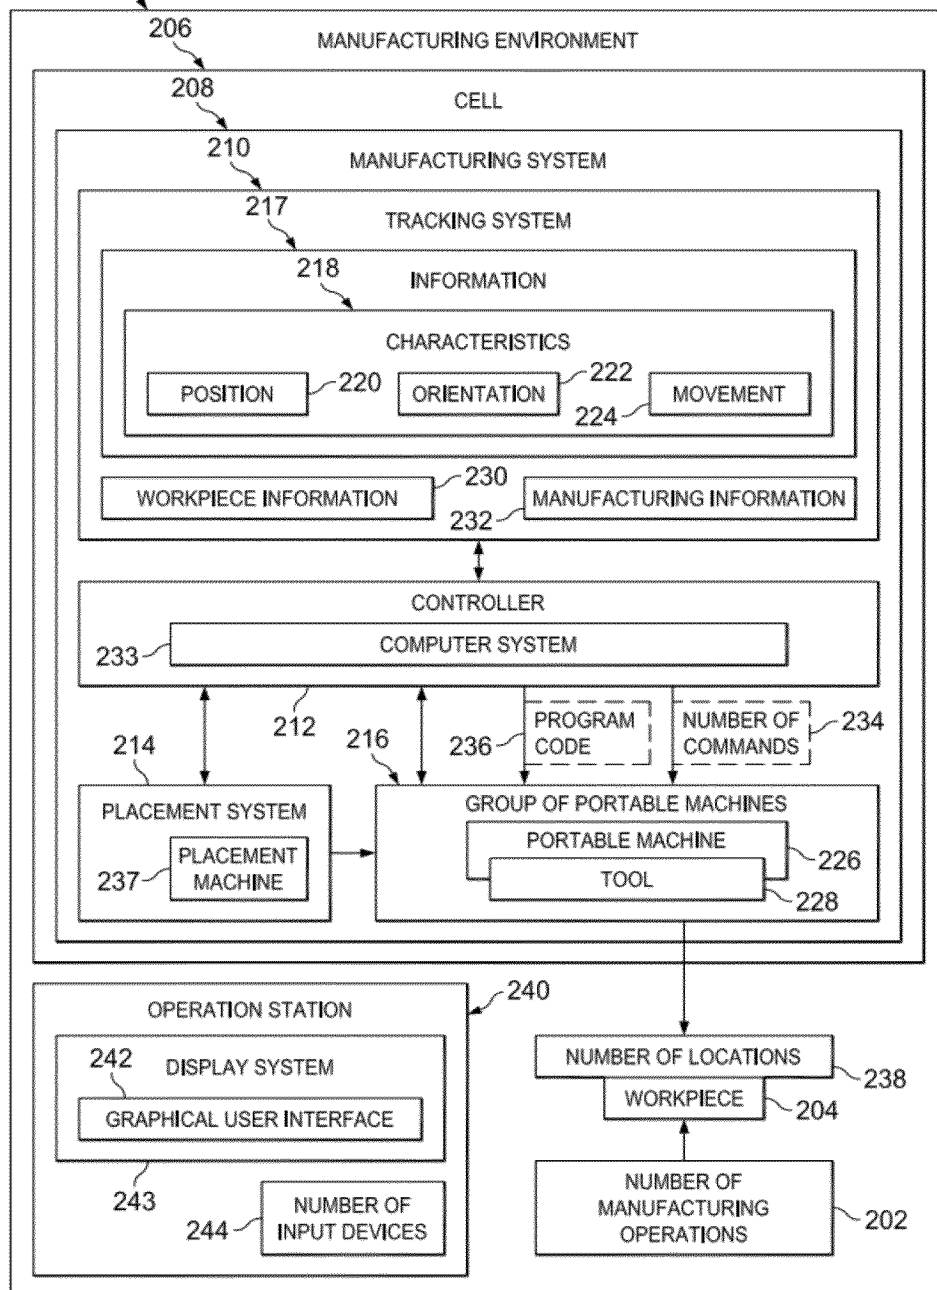 MANUFACTURING ENVIRONMENT
206
CELL
208
MANUFACTURING SYSTEM
210
TRACKING SYSTEM
217
INFORMATION
218
CHARACTERISTICS
POSITION 220 ORIENTATION 222 MOVEMENT 224
WORKPIECE INFORMATION 230 MANUFACTURING INFORMATION 232
CONTROLLER
COMPUTER SYSTEM
233
212
PROGRAM
CODE
236
NUMBER OF
COMMANDS
234
214
PLACEMENT SYSTEM
PLACEMENT
MACHINE
237
216
GROUP OF PORTABLE MACHINES
PORTABLE MACHINE
226
TOOL
228
OPERATION STATION
240
242
DISPLAY SYSTEM
GRAPHICAL USER INTERFACE
243
NUMBER OF
INPUT DEVICES
244
NUMBER OF LOCATIONS
238
WORKPIECE
204
NUMBER OF
MANUFACTURING
OPERATIONS
202